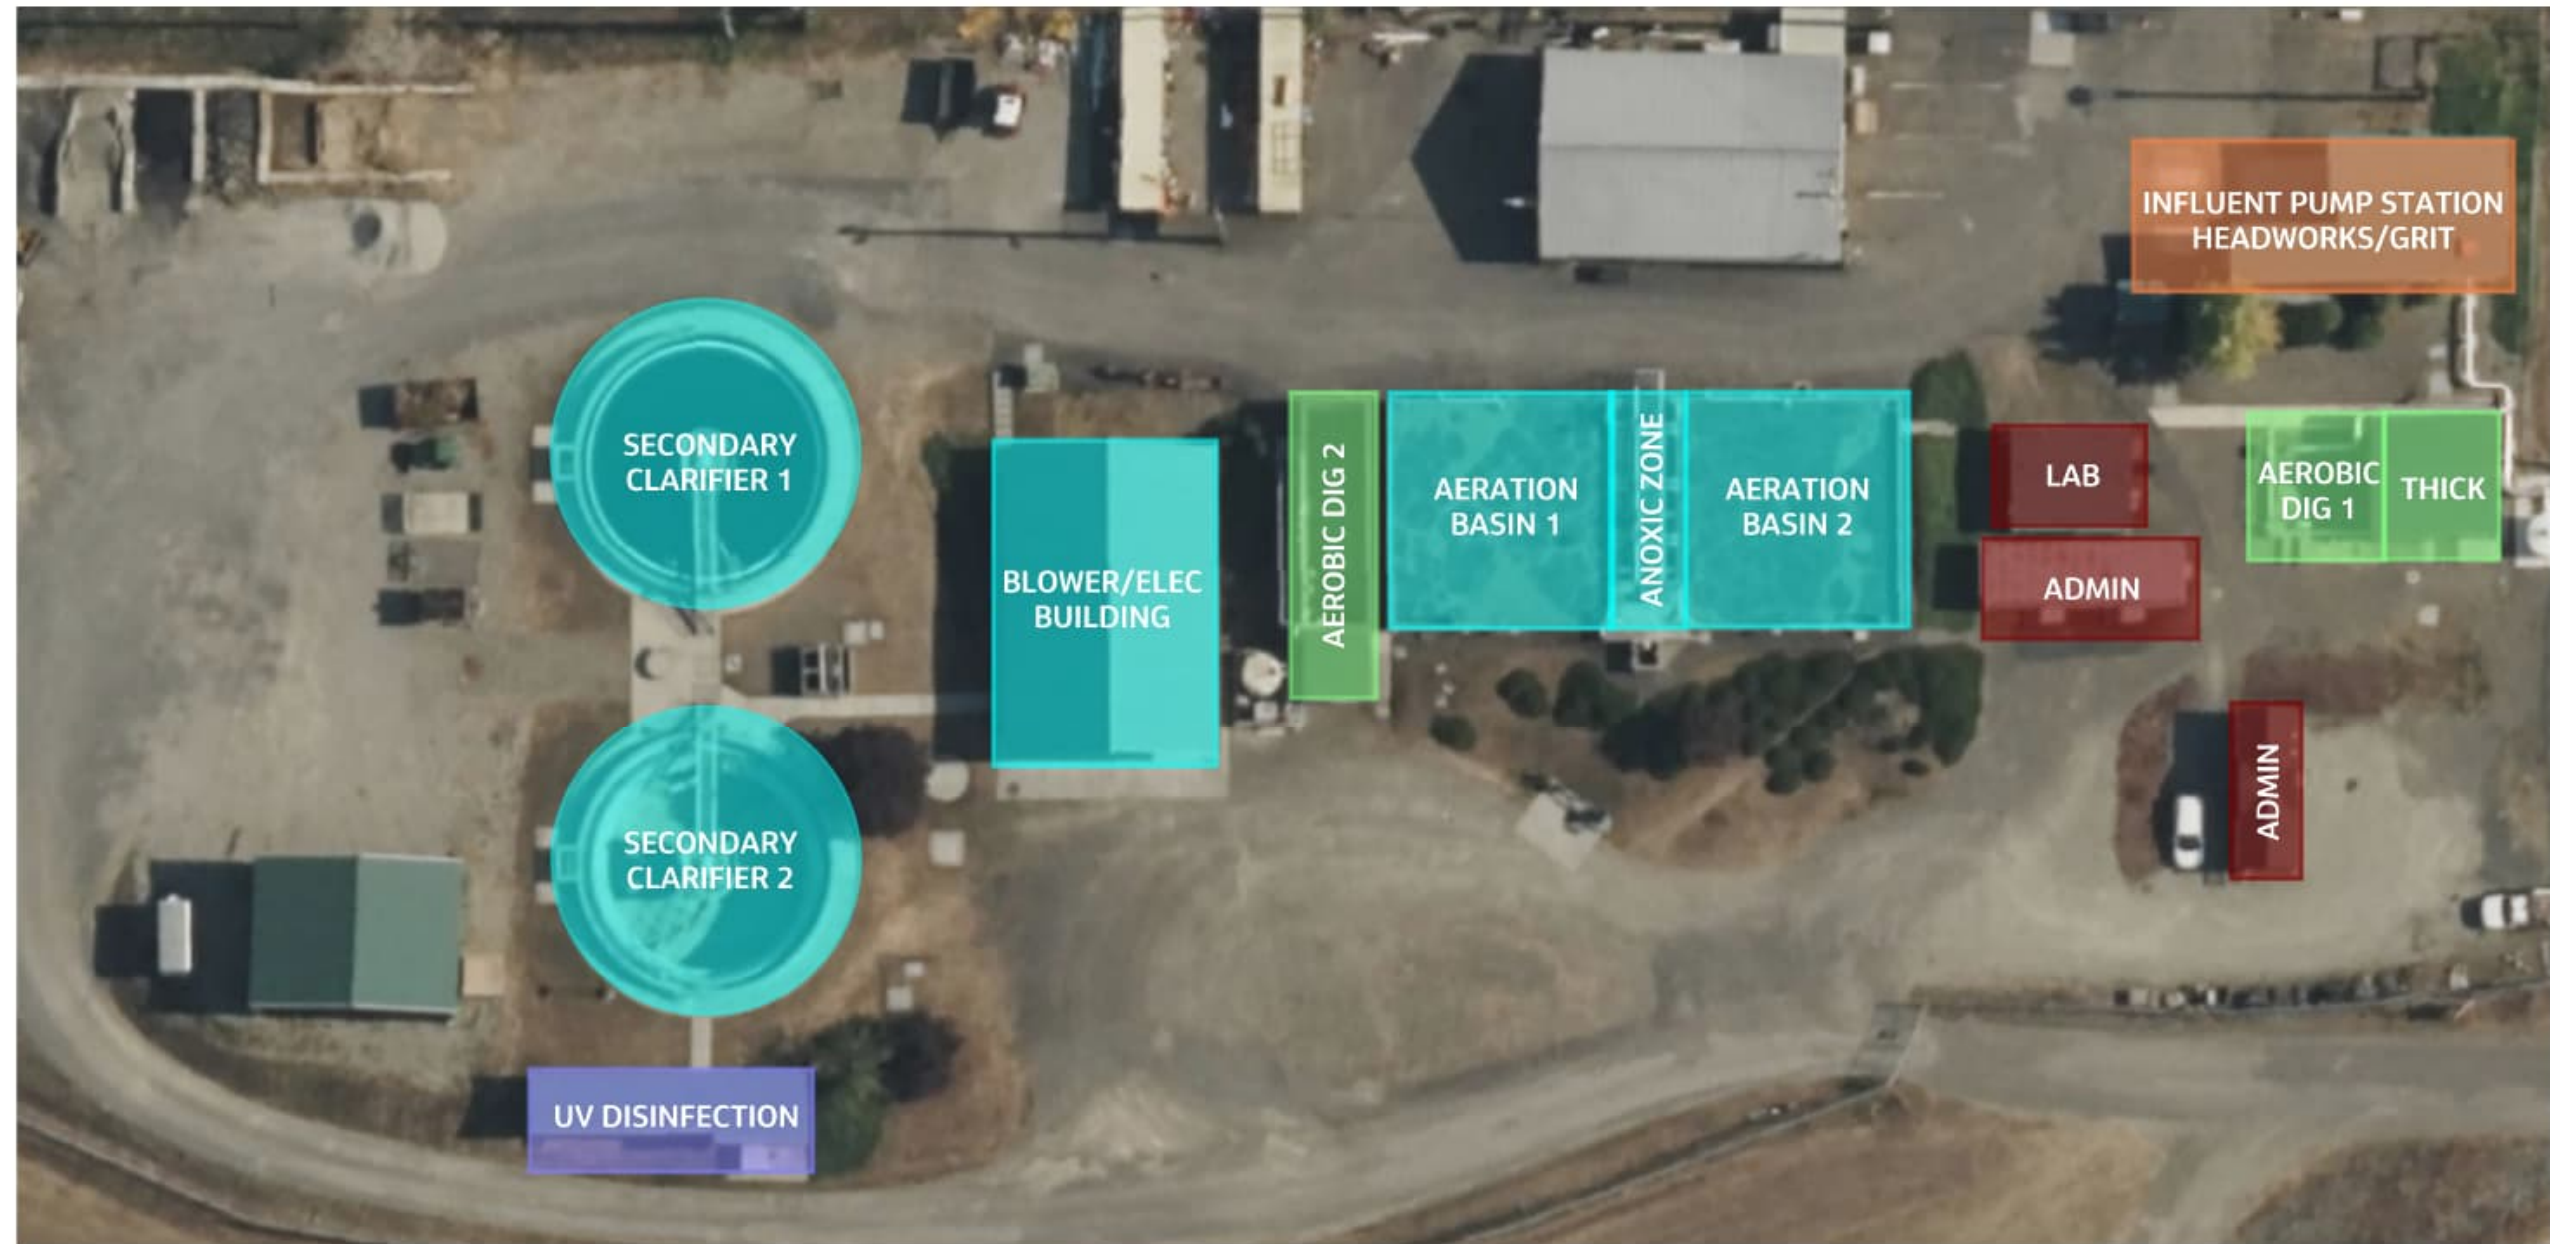 INFLUENT PUMP STATION
HEADWORKS/GRIT
SECONDARY
CLARIFIER 1
BLOWER/ELEC
BUILDING
AEROBIC DIG 2
AERATION
BASIN 1
ANOXIC ZONE
AERATION
BASIN 2
LAB
ADMIN
AEROBIC
DIG 1
THICK
ADMIN
SECONDARY
CLARIFIER 2
UV DISINFECTION